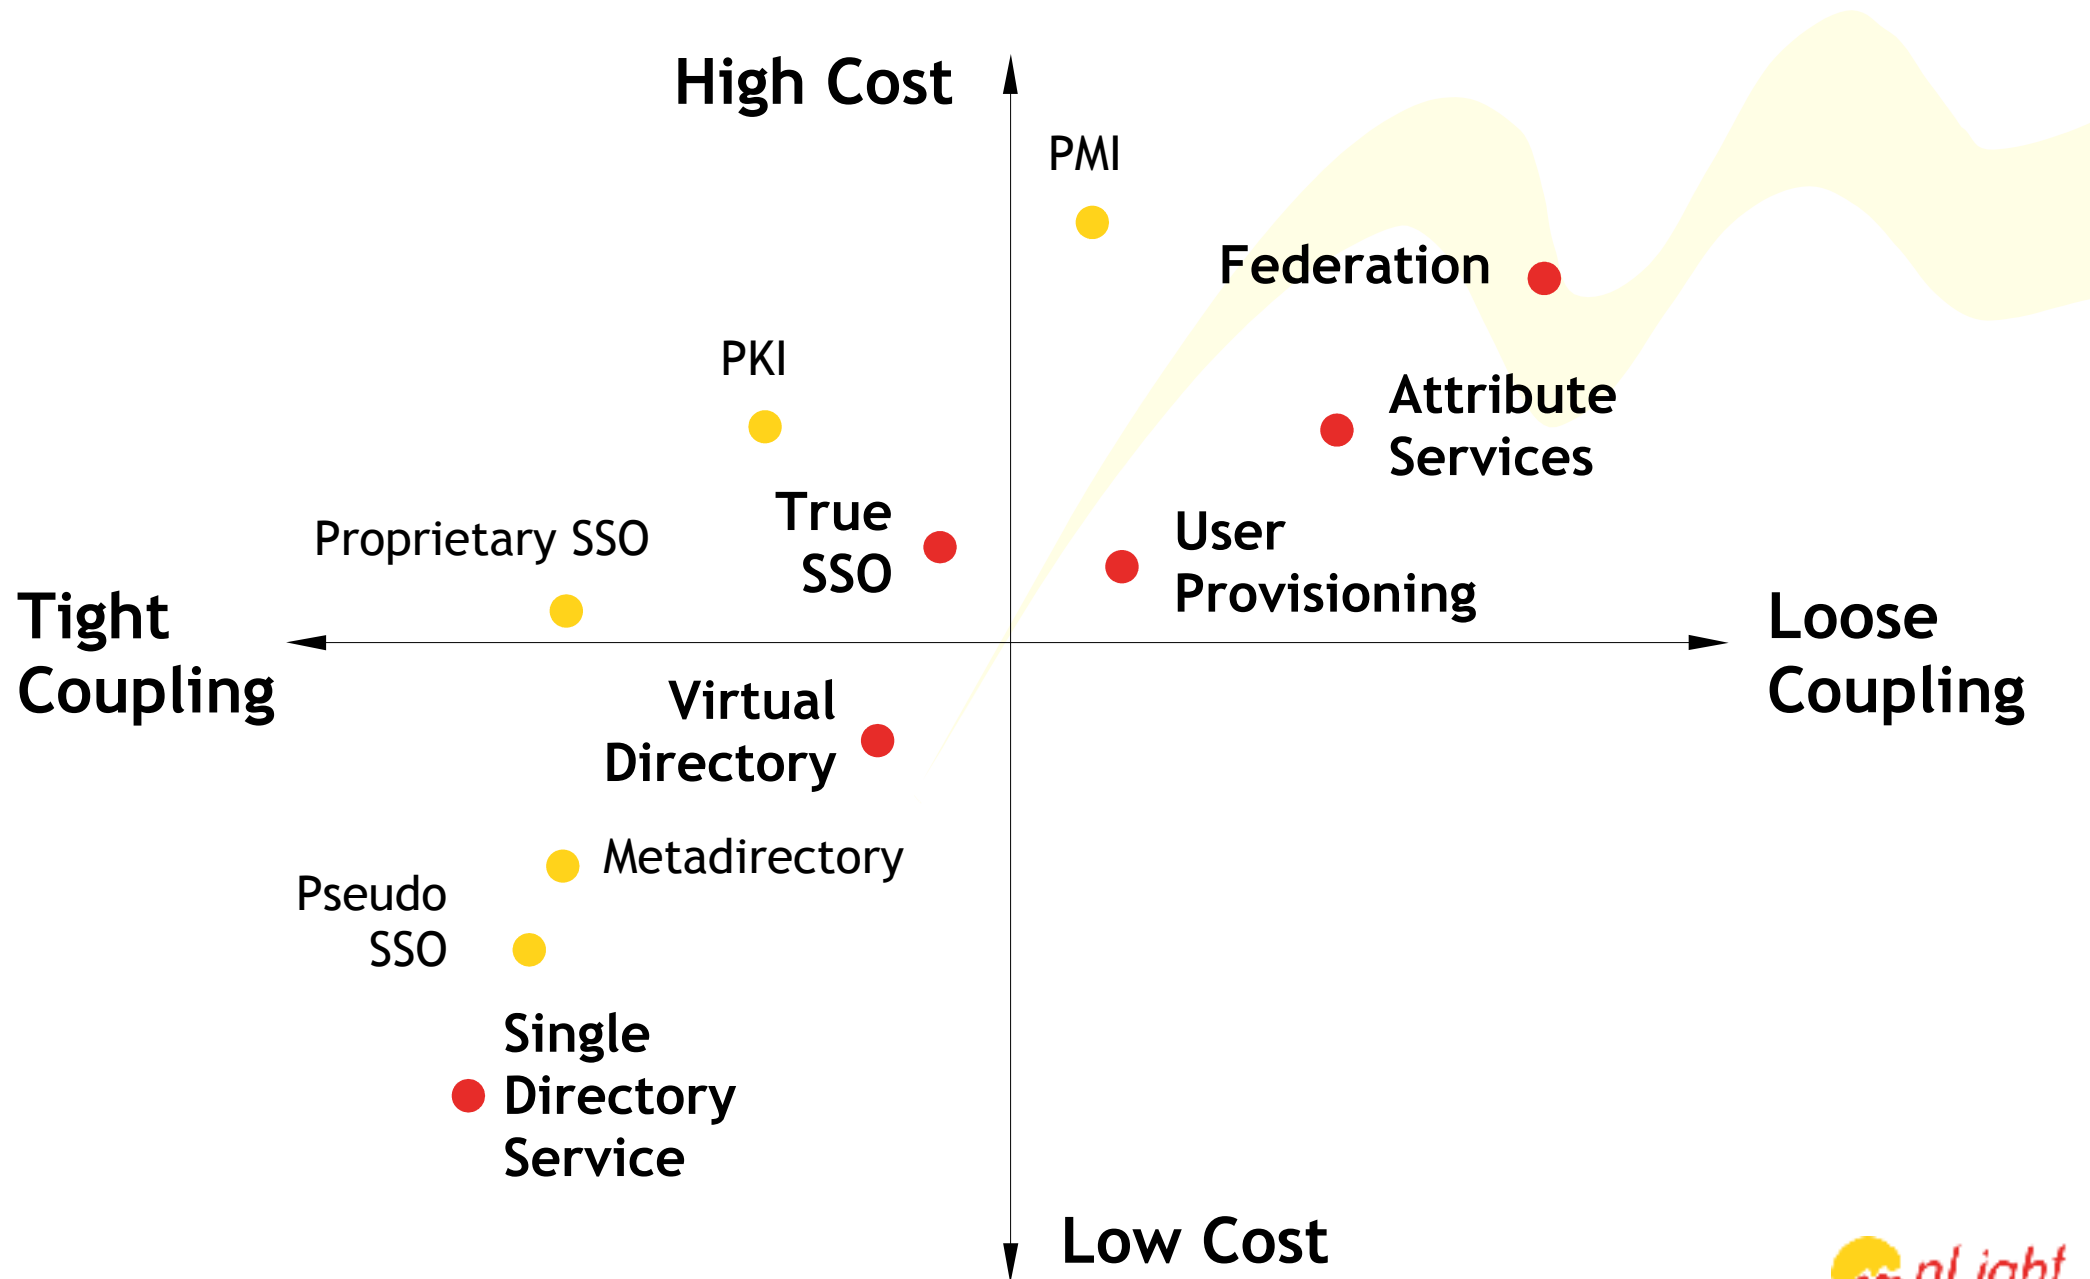 High Cost
PMI
Federation
PKI
Attribute
Services
True
SSO
User
Provisioning
Proprietary SSO
Tight
Coupling
Loose
Coupling
Virtual
Directory
Metadirectory
Pseudo
SSO
Single
Directory
Service
Low Cost